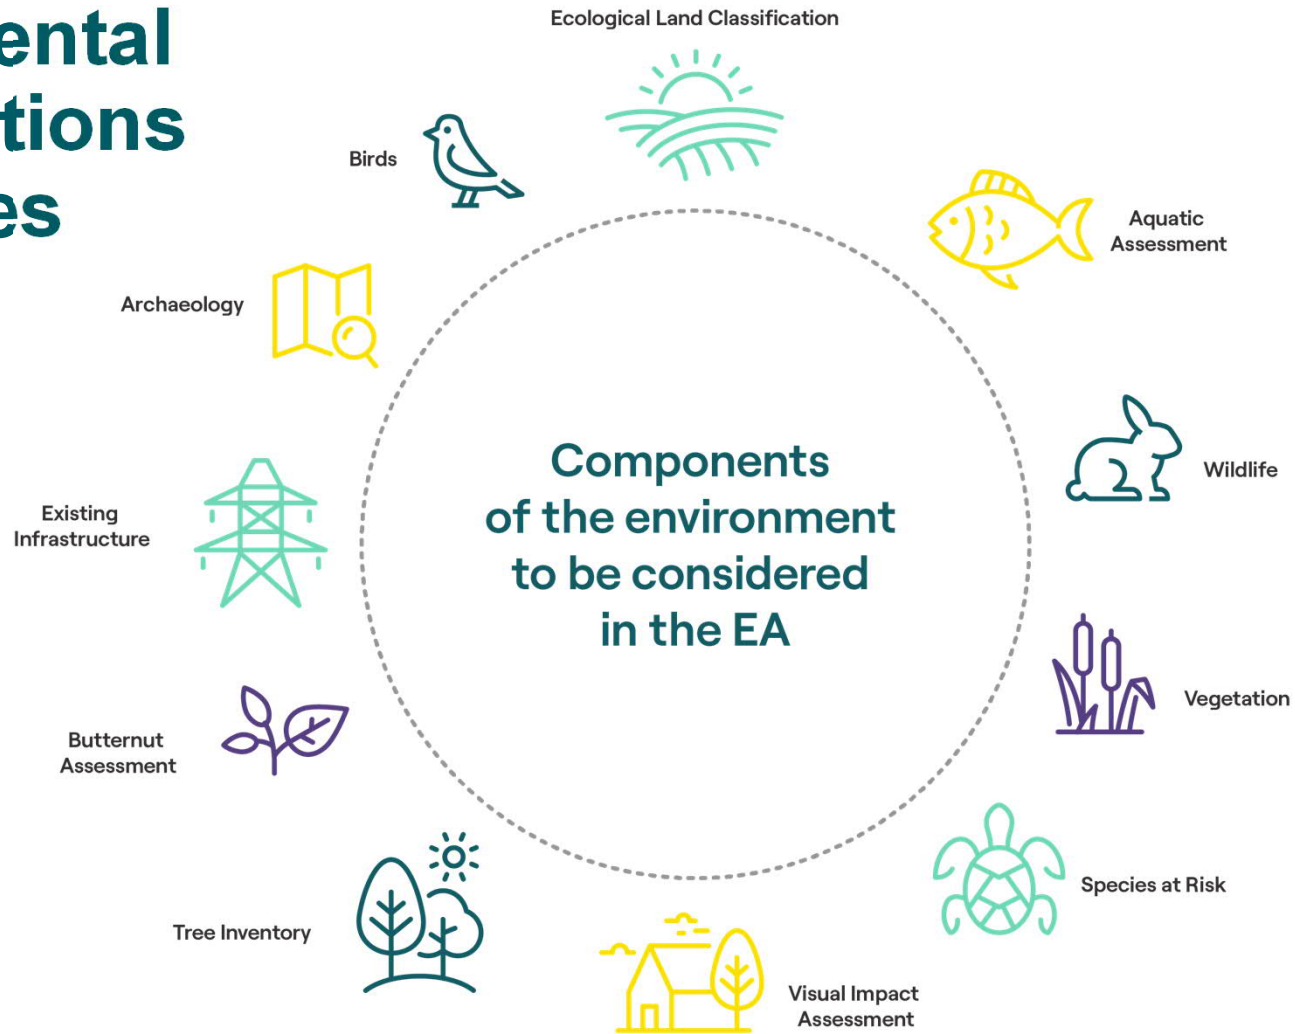 ental
tions
es
Ecological Land Classification
Birds
Aquatic
Assessment
Archaeology
Wildlife
Existing
Infrastructure
Components
of the environment
to be considered
in the EA
Vegetation
Butternut
Assessment
Species at Risk
Tree Inventory
Visual Impact
Assessment